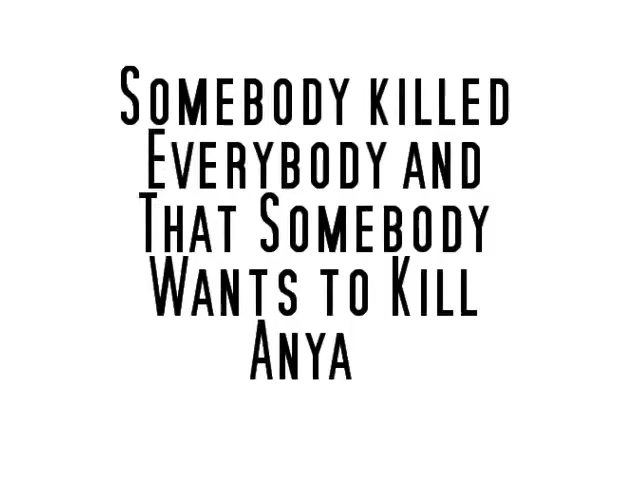 Somebody killed
Everybody and
That Somebody
Wants to Kill
Anya